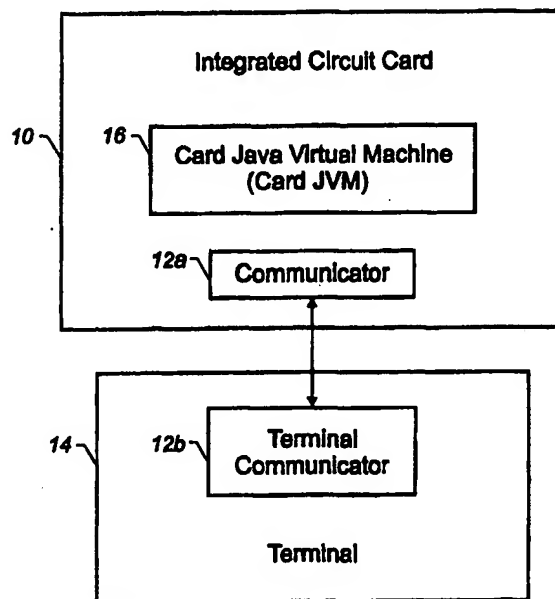 Integrated Circuit Card
10
16
Card Java Virtual Machine
(Card JVM)
12a
Communicator
14
12b
Terminal
Communicator
Terminal